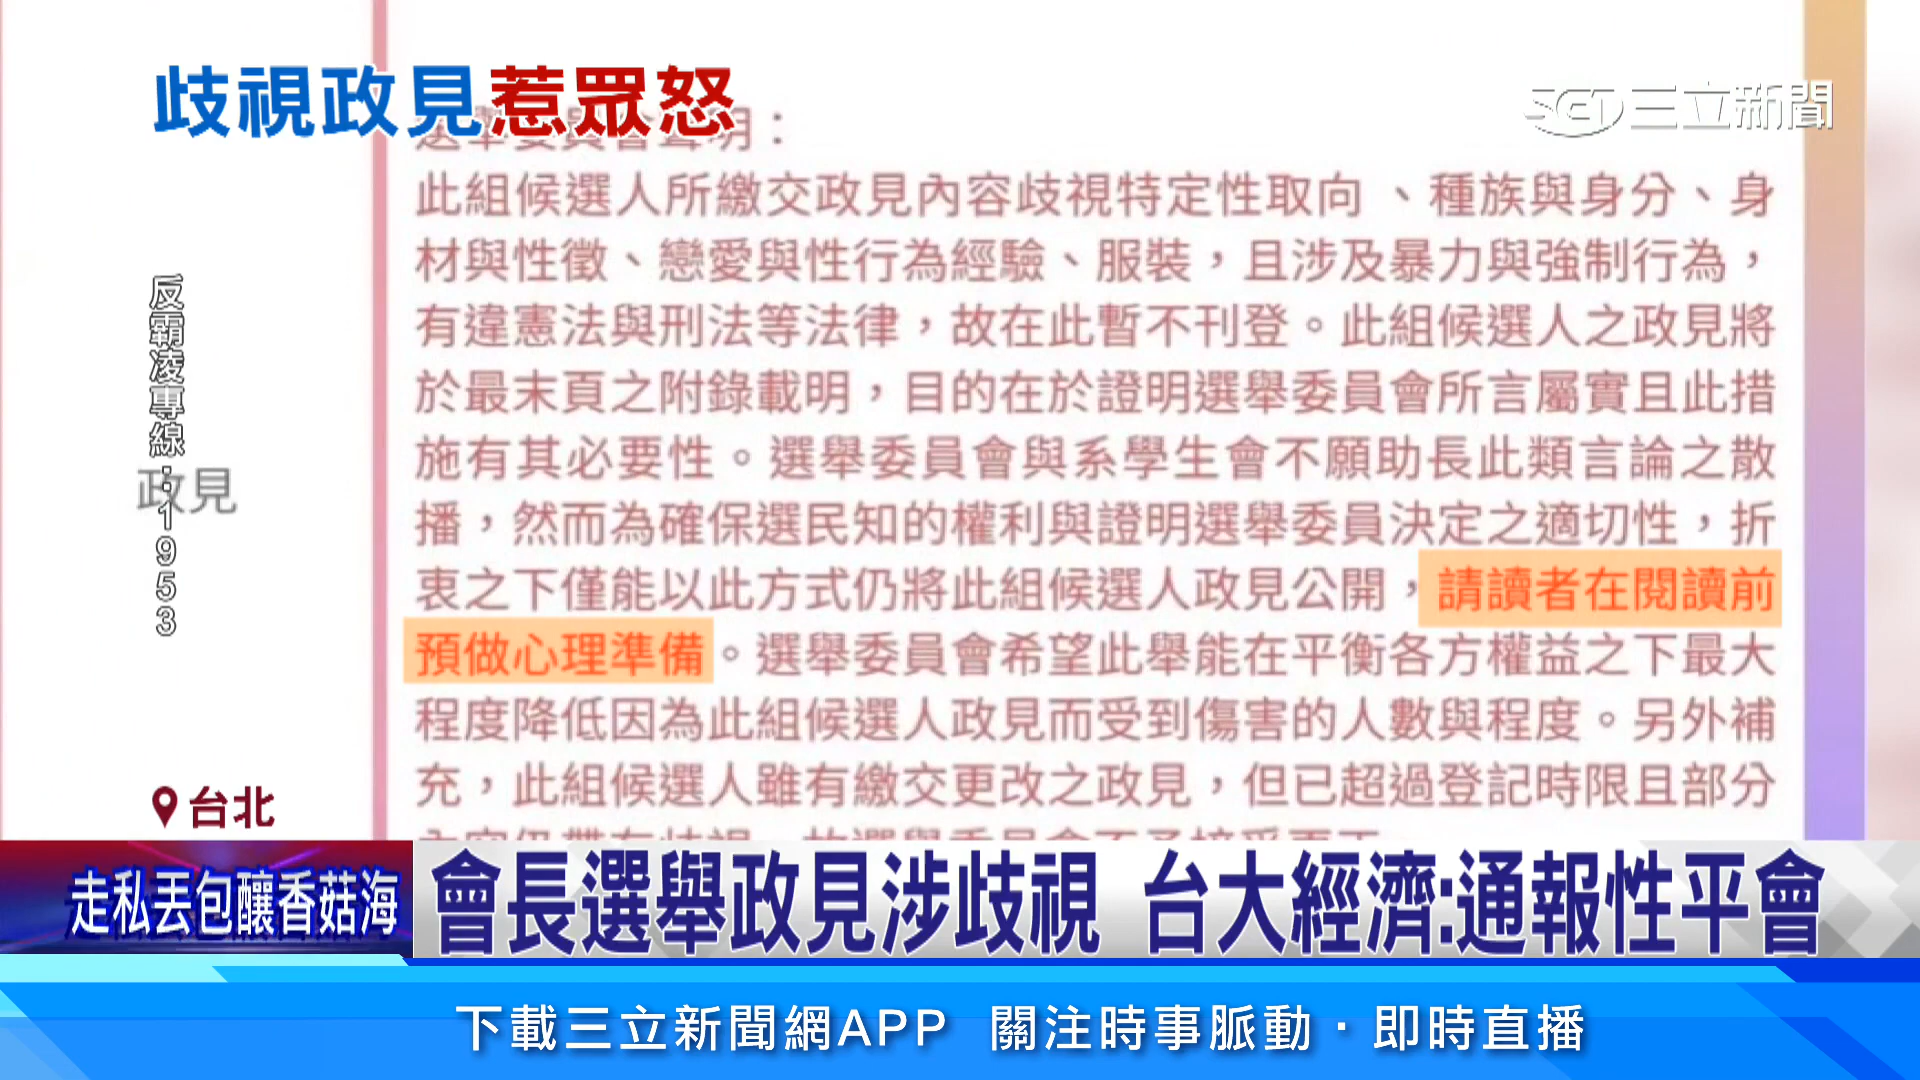 歧視政見惹眾怒
SET三立新聞
選舉委員會聲明：
此組候選人所繳交政見內容歧視特定性取向、種族與身分、身
材與性徵、戀愛與性行為經驗、服裝，且涉及暴力與強制行為，
有違憲法與刑法等法律，故在此暫不刊登。此組候選人之政見將
於最末頁之附錄載明，目的在於證明選舉委員會所言屬實且此措
施有其必要性。選舉委員會與系學生會不願助長此類言論之散
播，然而為確保選民知的權利與證明選舉委員決定之適切性，折
衷之下僅能以此方式仍將此組候選人政見公開，請讀者在閱讀前
預做心理準備。選舉委員會希望此舉能在平衡各方權益之下最大
程度降低因為此組候選人政見而受到傷害的人數與程度。另外補
充，此組候選人雖有繳交更改之政見，但已超過登記時限且部分
反霸凌專線：1953
政見
台北
走私丟包釀香菇海
會長選舉政見涉歧視 台大經濟:通報性平會
下載三立新聞網APP 關注時事脈動·即時直播